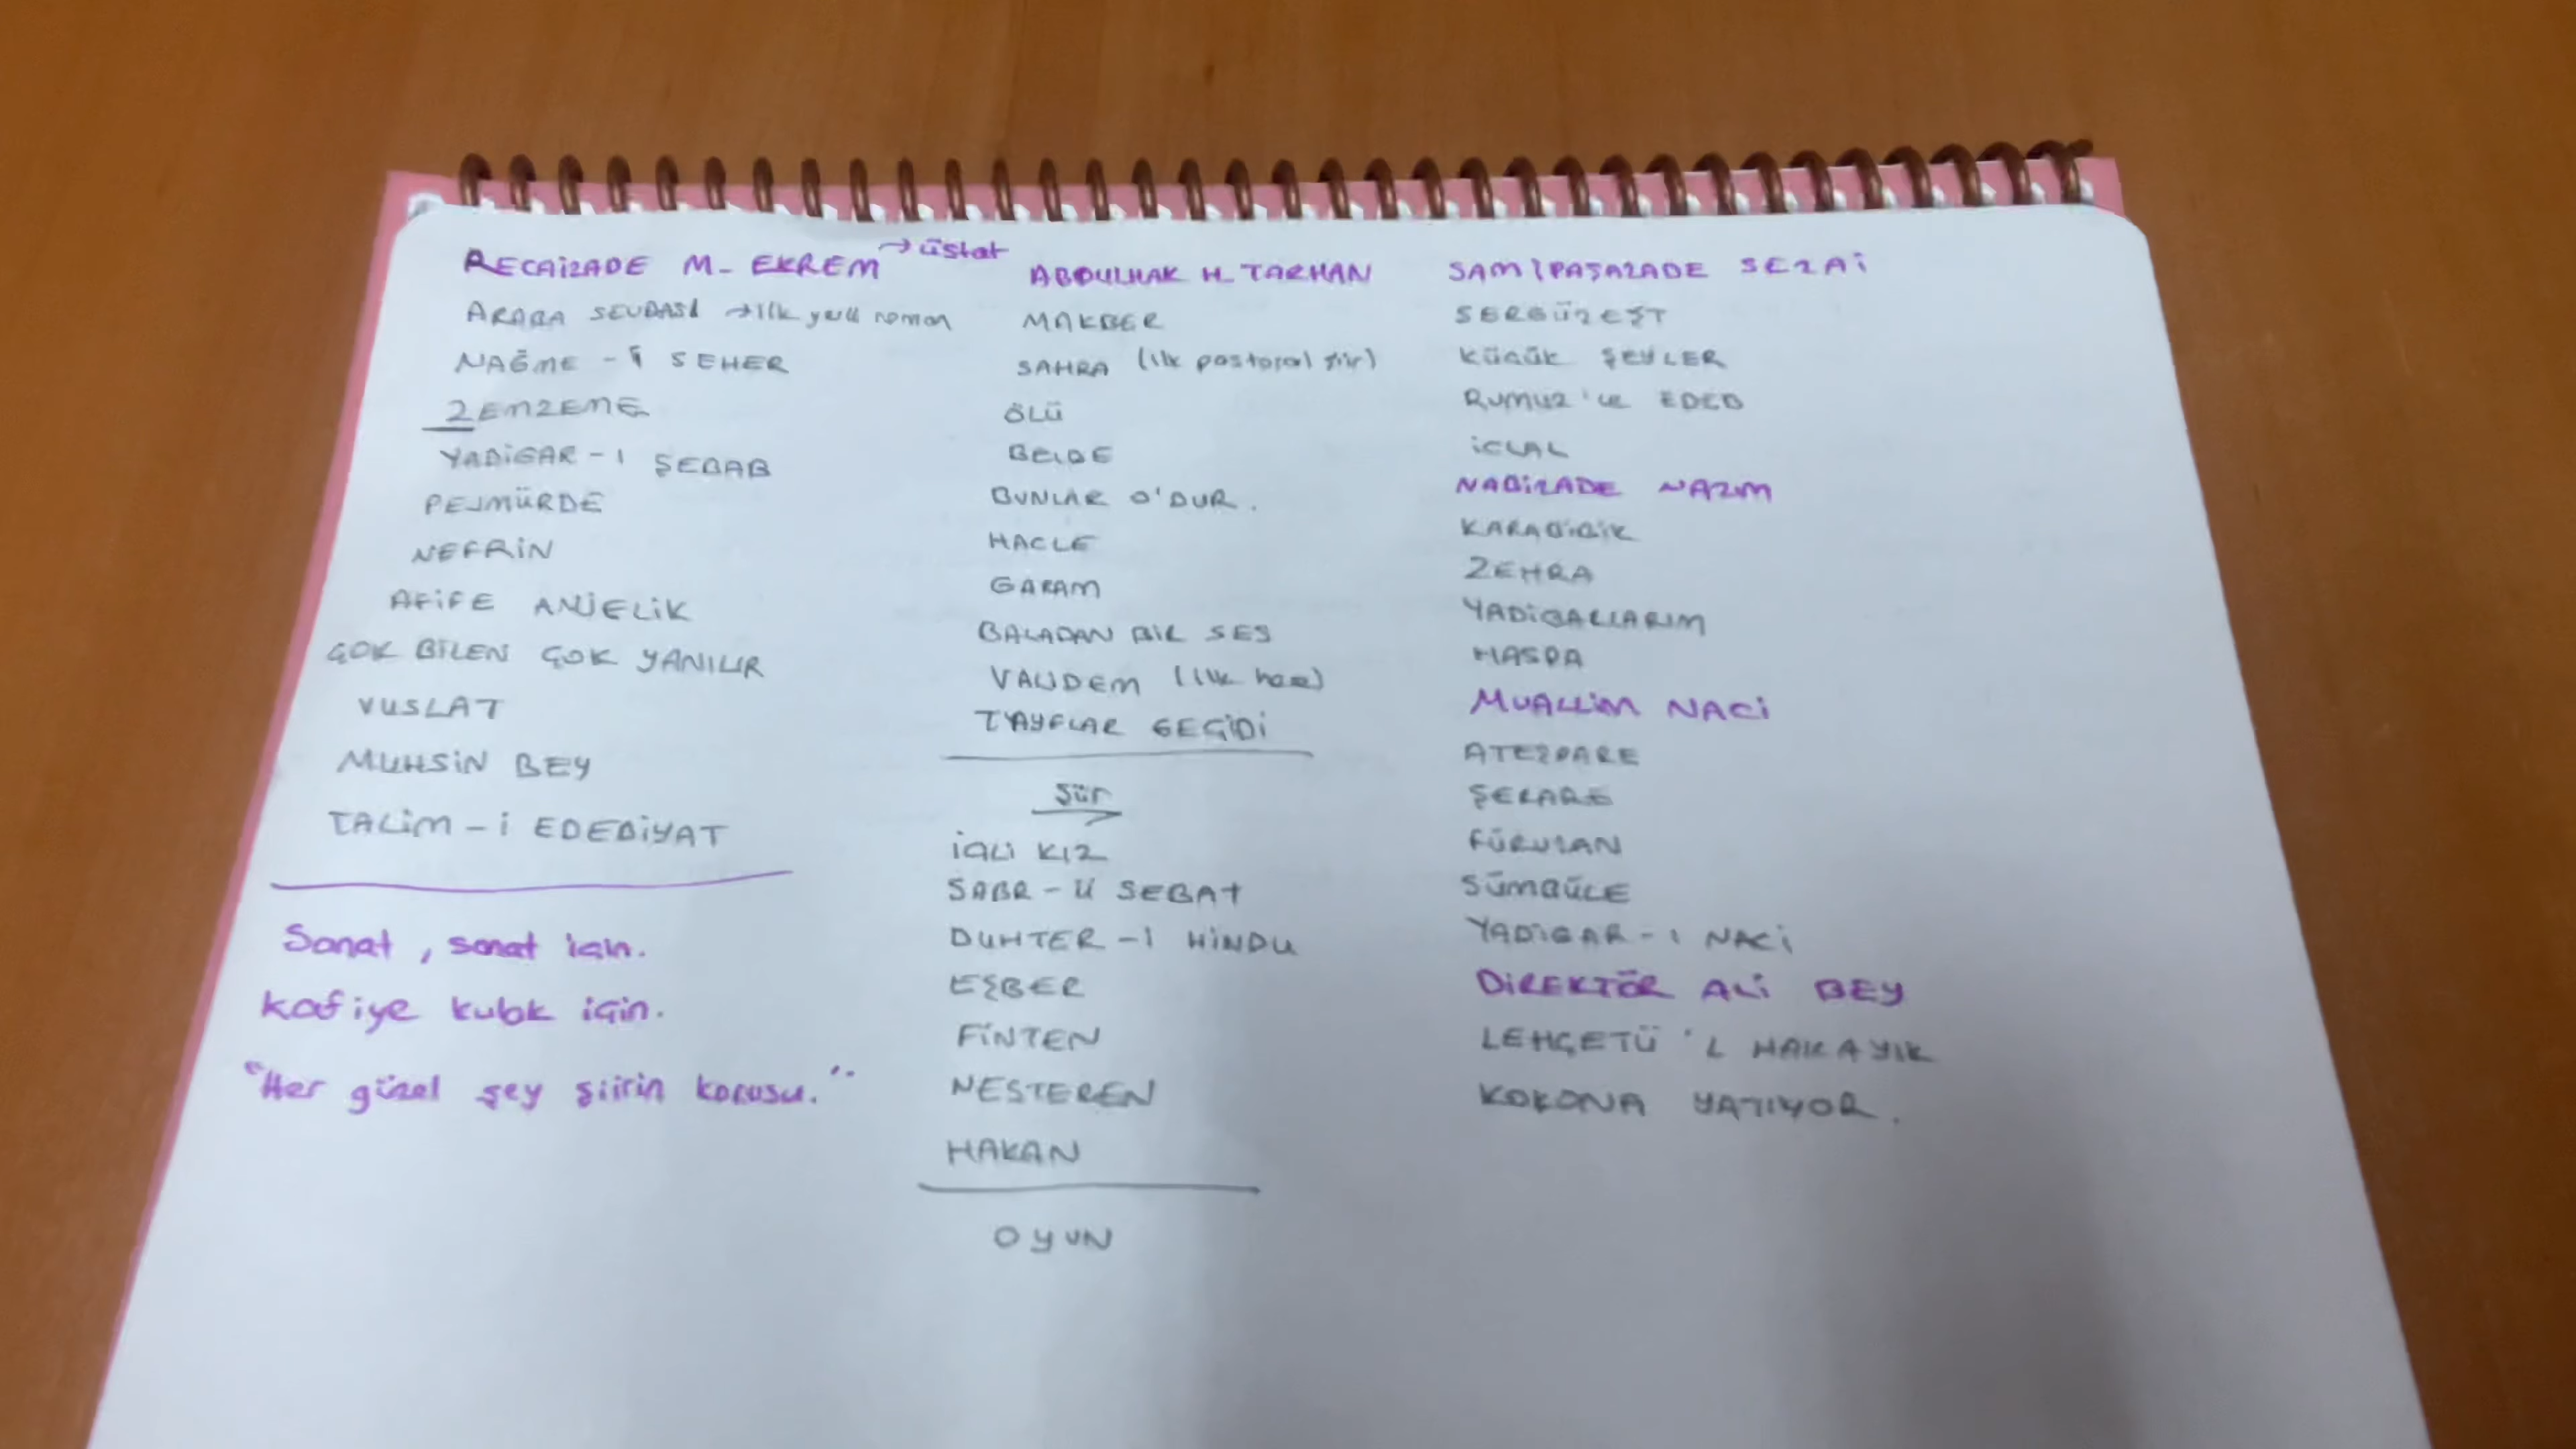 RECAİZADE M. EKREM → üstat
ARABA SEVDASI → ilk yerli roman
NAĞME - İ SEHER
ZEMZEME
YADİGAR - I ŞEBAB
PEJMÜRDE
NEFRİN
AFİFE ANJELİK
ÇOK BİLEN ÇOK YANILIR
VUSLAT
MUHSİN BEY
TALİM - İ EDEBİYAT
Sanat, sanat için.
kafiye kulak için.
"Her güzel şey şiirin konusu."
ABDULHAK H. TARHAN
MAKBER
SAHRA (ilk pastoral şiir)
ÖLÜ
BELDE
BUNLAR O'DUR.
HACLE
GARAM
BALADAN BİR SES
VALİDEM (ilk hece)
TAYFLAR GEÇİDİ
Şiir
İÇLİ KIZ
SABR - U SEBAT
DUHTER - I HİNDU
EŞBER
FİNTEN
NESTEREN
HAKAN
OYUN
SAMİPAŞAZADE SEZAİ
SERGÜZEŞT
KÜÇÜK ŞEYLER
RUMUZ'UL EDEB
İCLAL
NABİZADE NAZIM
KARABİBİK
ZEHRA
YADİGARLARIM
HASPA
MUALLİM NACİ
ATEŞPARE
ŞERARE
FÜRUZAN
SÜMBÜLE
YADİGAR - I NACİ
DİREKTÖR ALİ BEY
LEHÇETÜ'L HAKAYIK
KOKONA YATIYOR.